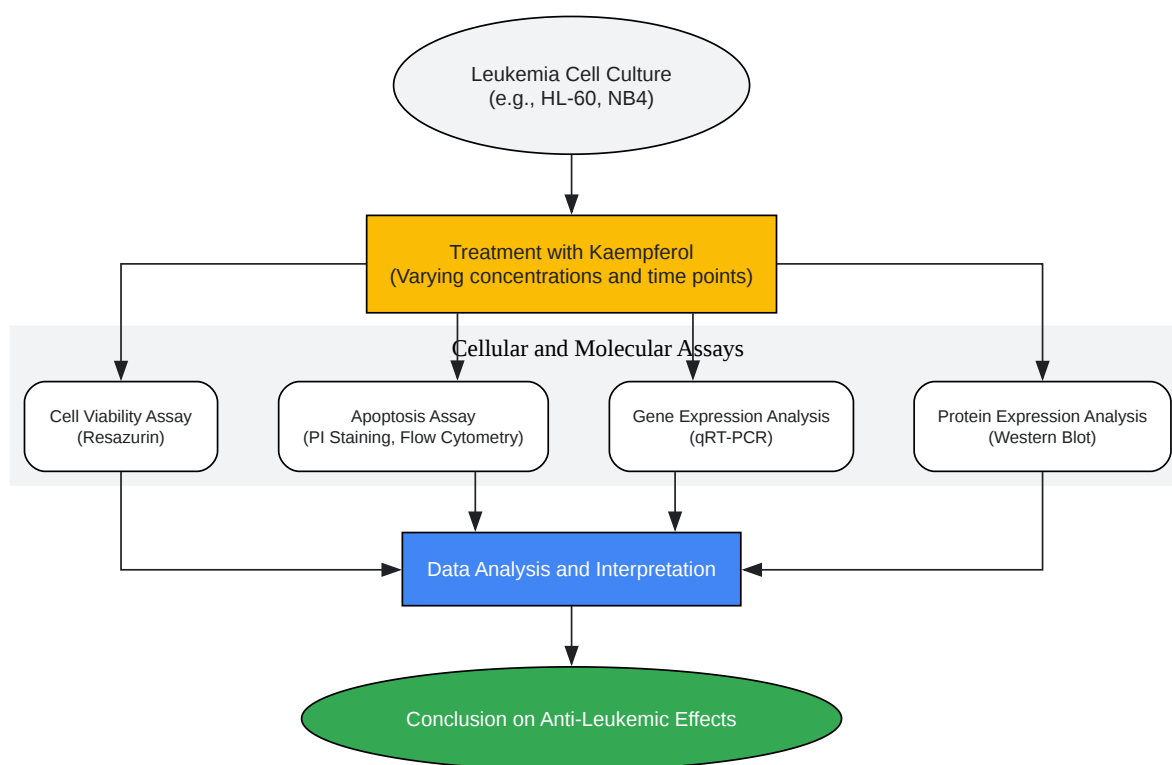 Leukemia Cell Culture
(e.g., HL-60, NB4)
Treatment with Kaempferol
(Varying concentrations and time points)
Cellular and Molecular Assays
Cell Viability Assay
(Resazurin)
Apoptosis Assay
(PI Staining, Flow Cytometry)
Gene Expression Analysis
(qRT-PCR)
Protein Expression Analysis
(Western Blot)
Data Analysis and Interpretation
Conclusion on Anti-Leukemic Effects